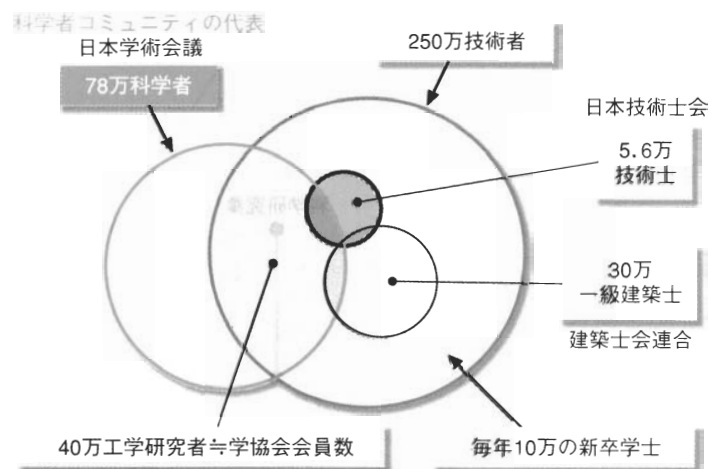 科学者コミュニティの代表
日本学術会議
78万科学者
250万技術者
日本技術士会
5.6万
技術士
30万
一級建築士
建築士会連合
40万工学研究者≒学協会会員数
毎年10万の新卒学士